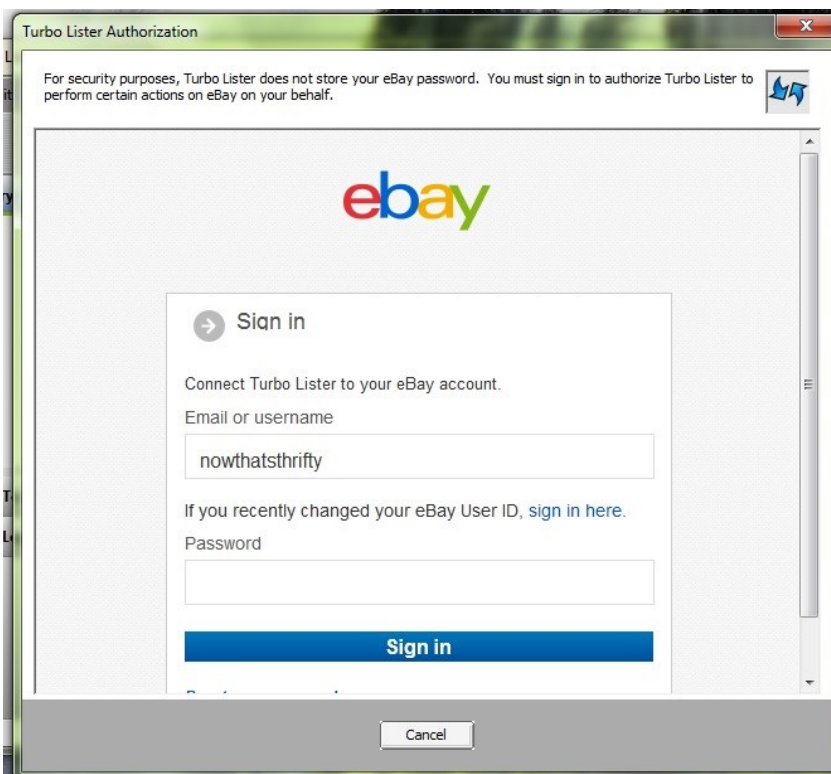 Turbo Lister Authorization
For security purposes, Turbo Lister does not store your eBay password.  You must sign in to authorize Turbo Lister to
perform certain actions on eBay on your behalf.
ebay
Sign in
Connect Turbo Lister to your eBay account.
Email or username
nowthatsthrifty
If you recently changed your eBay User ID, sign in here.
Password
Sign in
Cancel